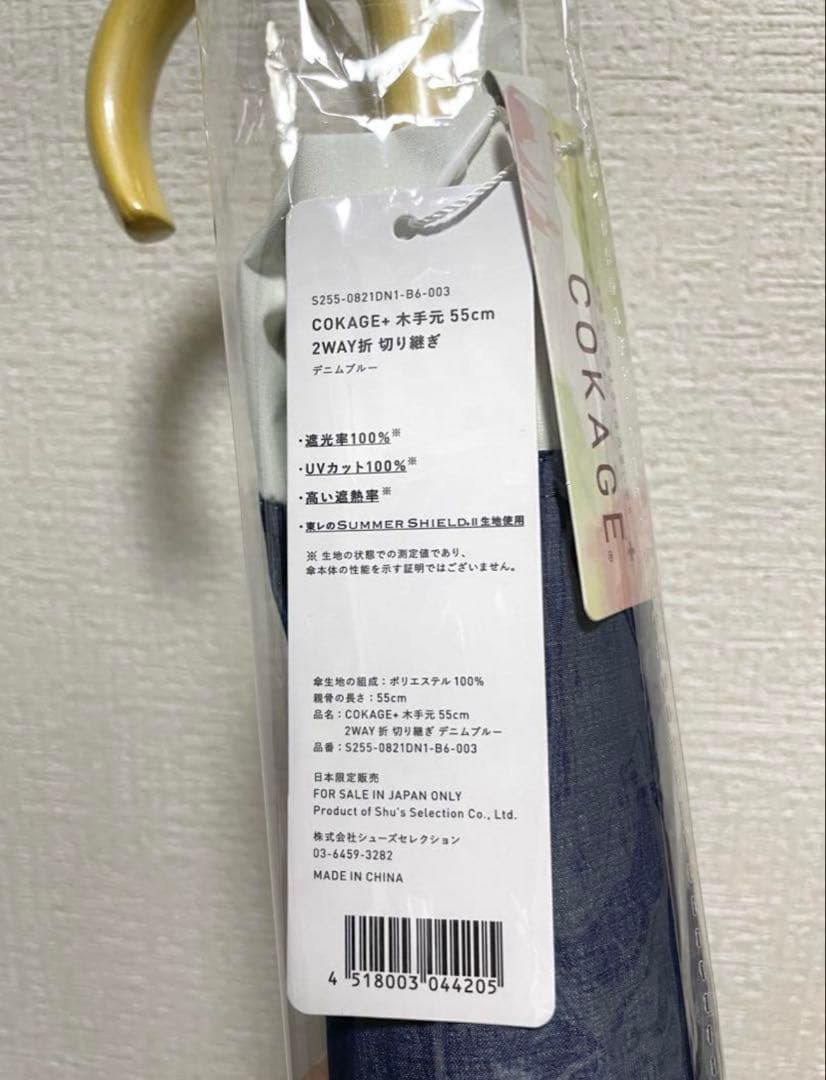 S255-0821DN1-B6-003
COKAGE+ 木手元 55cm
2WAY折 切り継ぎ
デニムブルー
・遮光率100%※
・UVカット100%※
・高い遮熱率※
・東レのSUMMER SHIELD®II生地使用
※ 生地の状態での測定値であり、
傘本体の性能を示す証明ではございません。
傘生地の組成：ポリエステル 100%
親骨の長さ：55cm
品名：COKAGE+ 木手元 55cm
2WAY 折 切り継ぎ デニムブルー
品番：S255-0821DN1-B6-003
日本限定販売
FOR SALE IN JAPAN ONLY
Product of Shu's Selection Co., Ltd.
株式会社シューズセレクション
03-6459-3282
MADE IN CHINA
4 518003 044205
COKAGE+